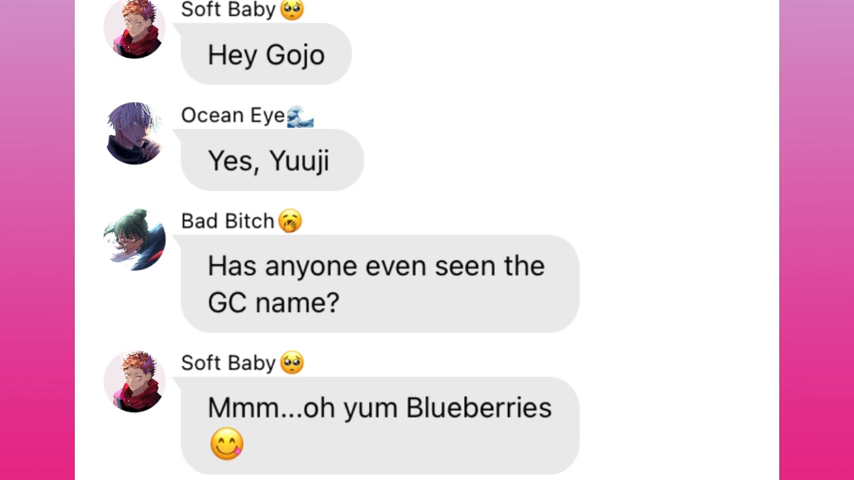 Soft Baby🥺
Hey Gojo
Ocean Eye🌊
Yes, Yuuji
Bad Bitch🥱
Has anyone even seen the
GC name?
Soft Baby🥺
Mmm...oh yum Blueberries
😋